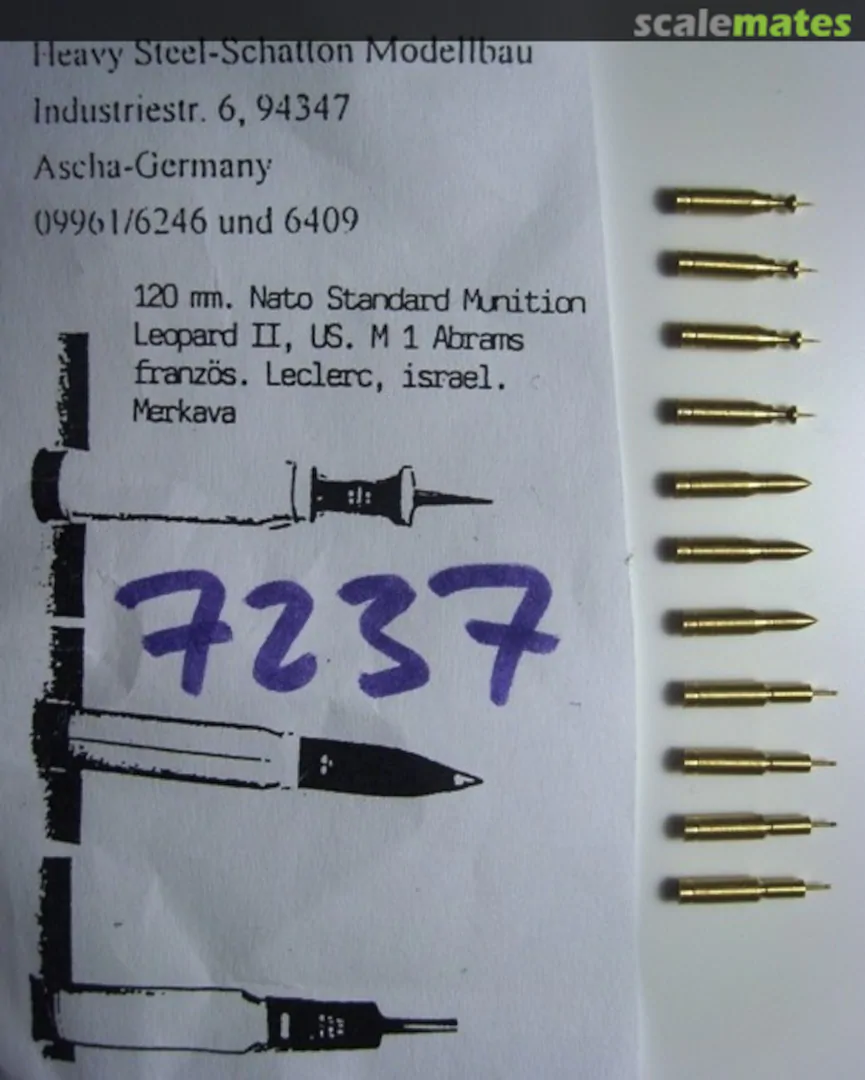 scalemates
Heavy Steel-Schatton Modellbau
Industriestr. 6, 94347
Ascha-Germany
09961/6246 und 6409
120 mm. Nato Standard Munition
Leopard II, US. M 1 Abrams
französ. Leclerc, israel.
Merkava
7237